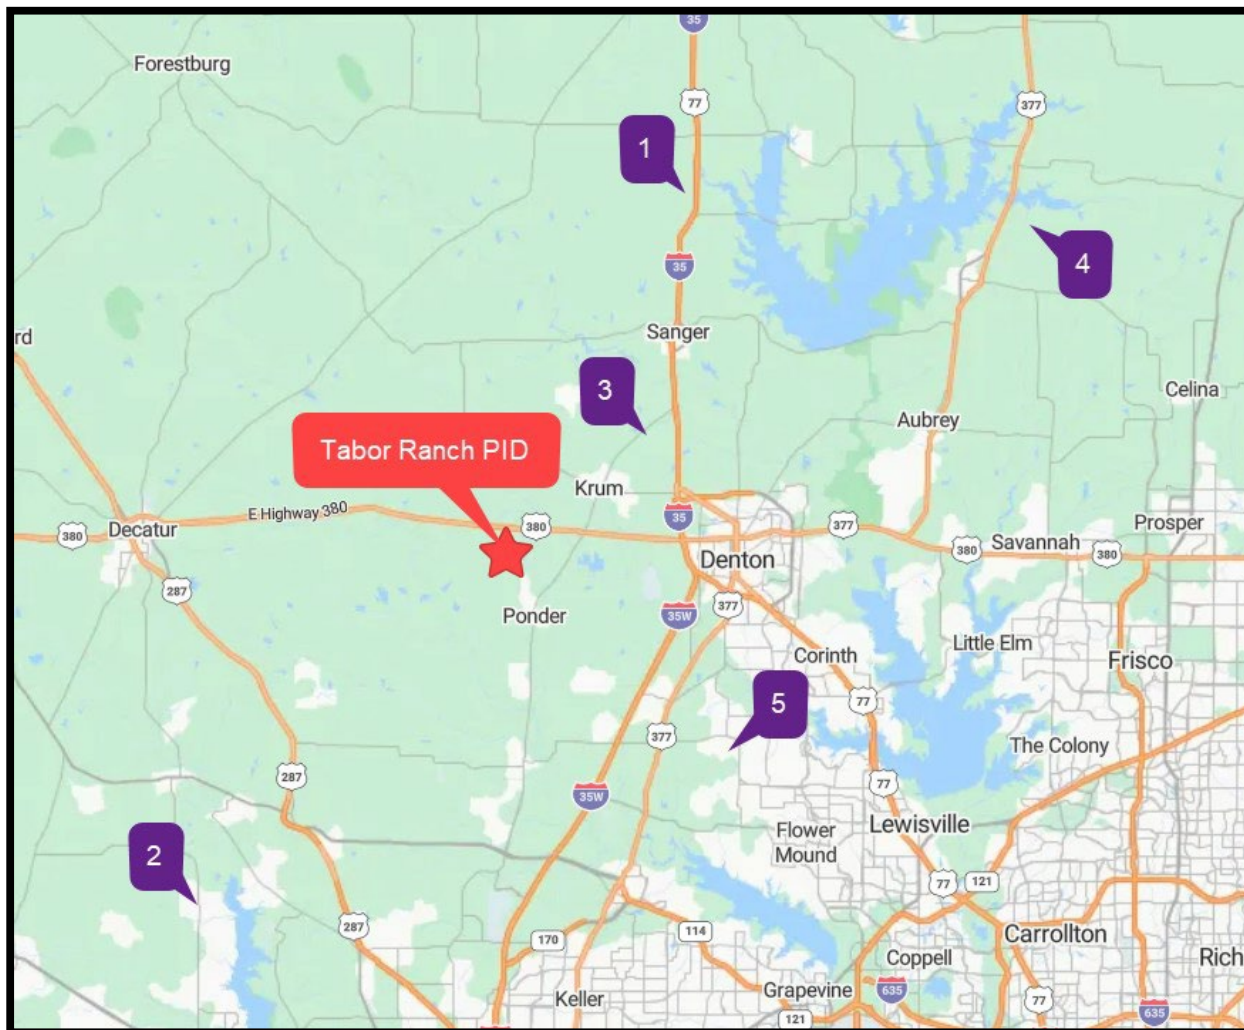 35
Forestburg
77
377
1
4
35
Sanger
rd
3
Celina
Aubrey
Tabor Ranch PID
Krum
E Highway 380
380
35
377
Prosper
Decatur
380
Savannah
380
380
Denton
287
377
35W
Ponder
Little Elm
Corinth
Frisco
5
77
377
The Colony
287
77
35W
Lewisville
Flower
Mound
2
77
121
287
114
170
Carrollton
Coppell
Rich
Grapevine
635
Keller
77
121
635